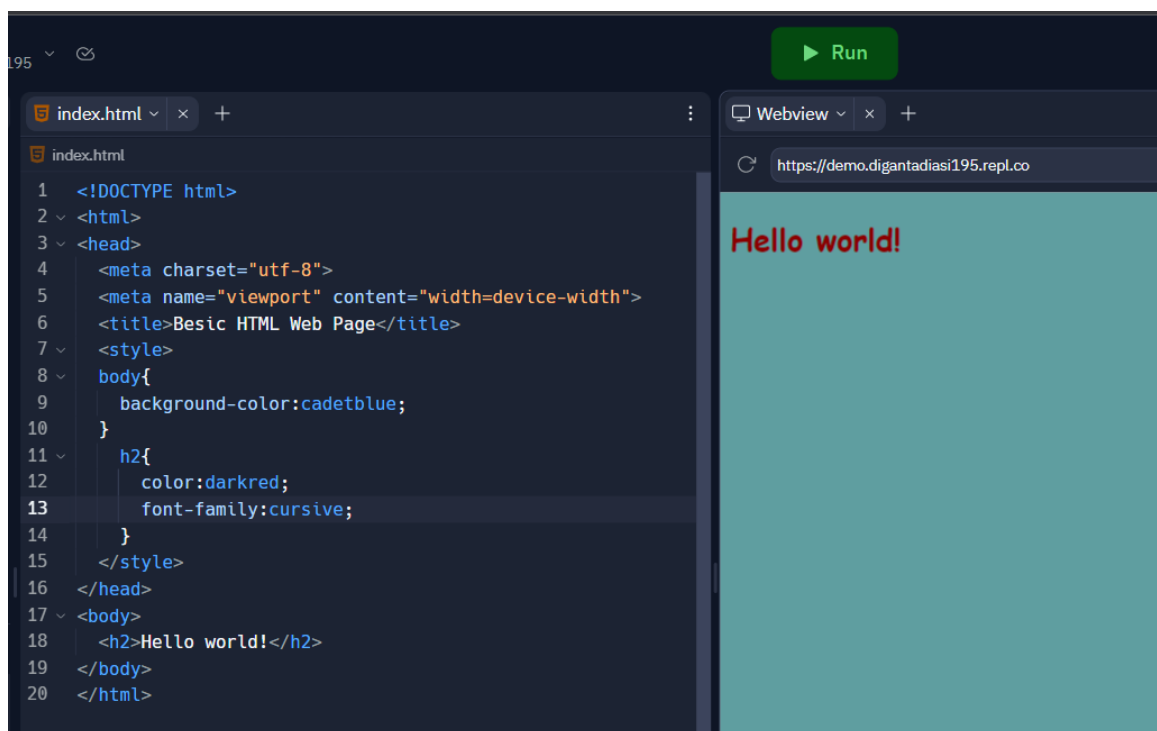 195
Run
index.html
Webview
index.html
https://demo.digantadiasi195.repl.co
1 <!DOCTYPE html>
2 <html>
3 <head>
4 <meta charset="utf-8">
5 <meta name="viewport" content="width=device-width">
6 <title>Besic HTML Web Page</title>
7 <style>
8 body{
9 background-color:cadetblue;
10 }
11 h2{
12 color:darkred;
13 font-family:cursive;
14 }
15 </style>
16 </head>
17 <body>
18 <h2>Hello world!</h2>
19 </body>
20 </html>
Hello world!